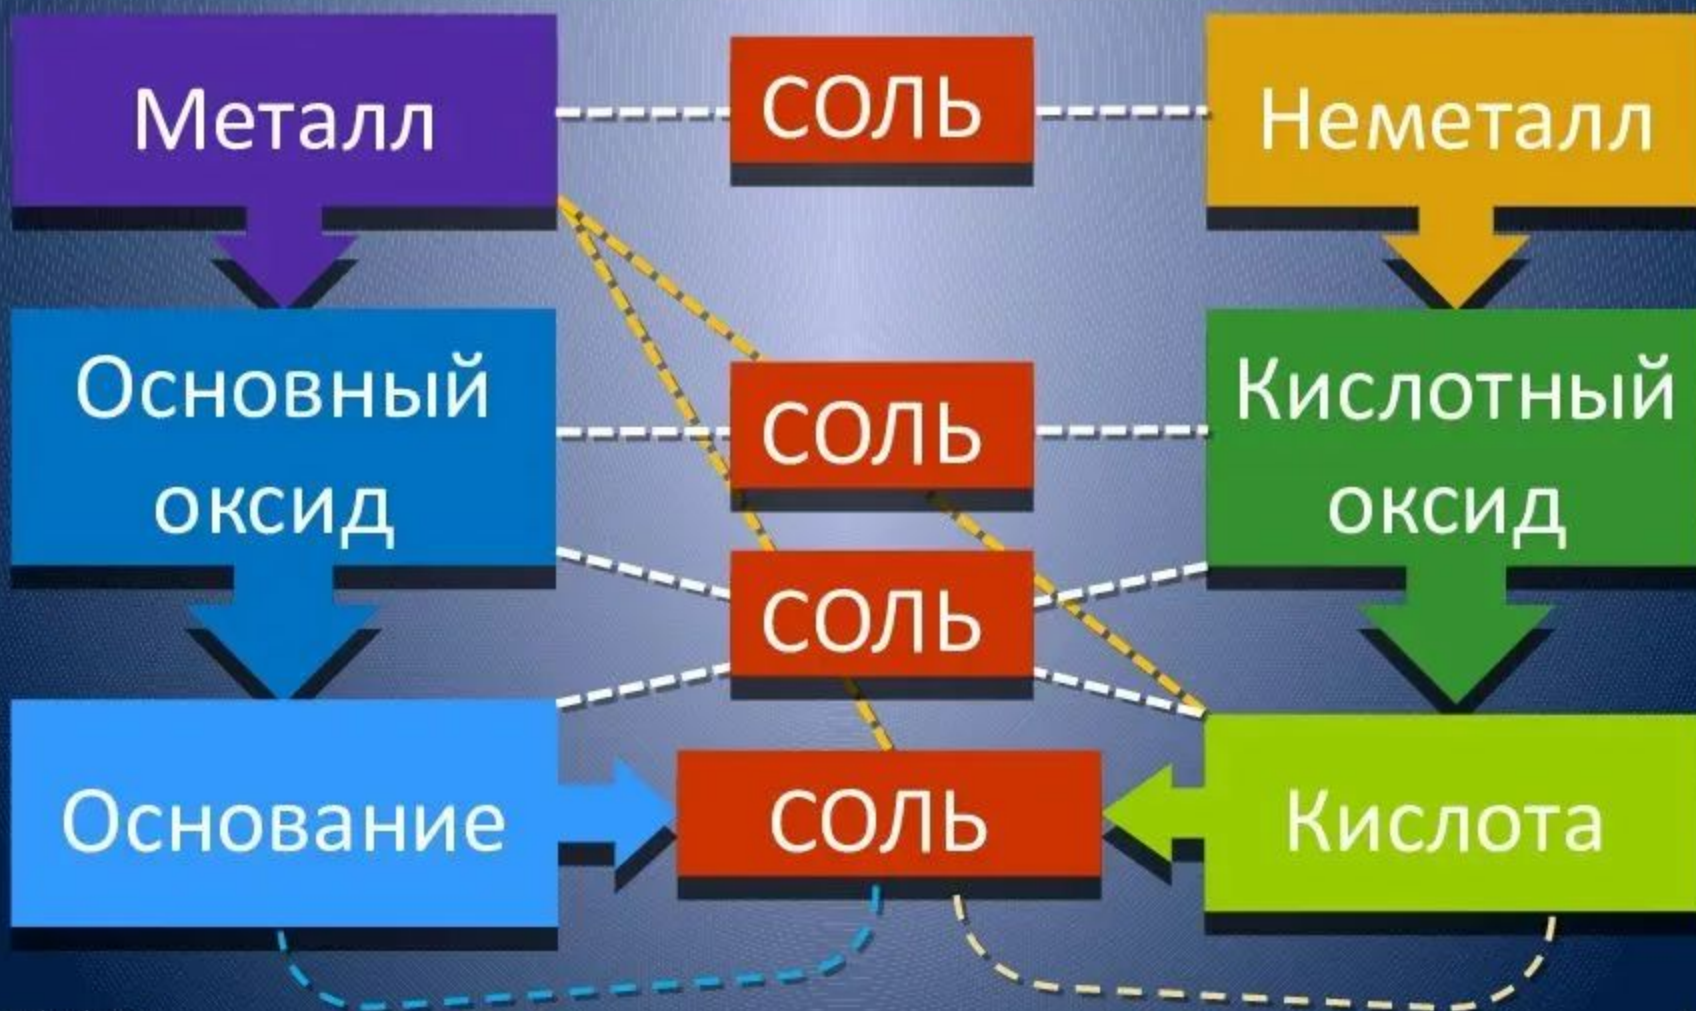 Металл
СОЛЬ
Неметалл
Основный
оксид
СОЛЬ
Кислотный
оксид
СОЛЬ
Основание
СОЛЬ
Кислота